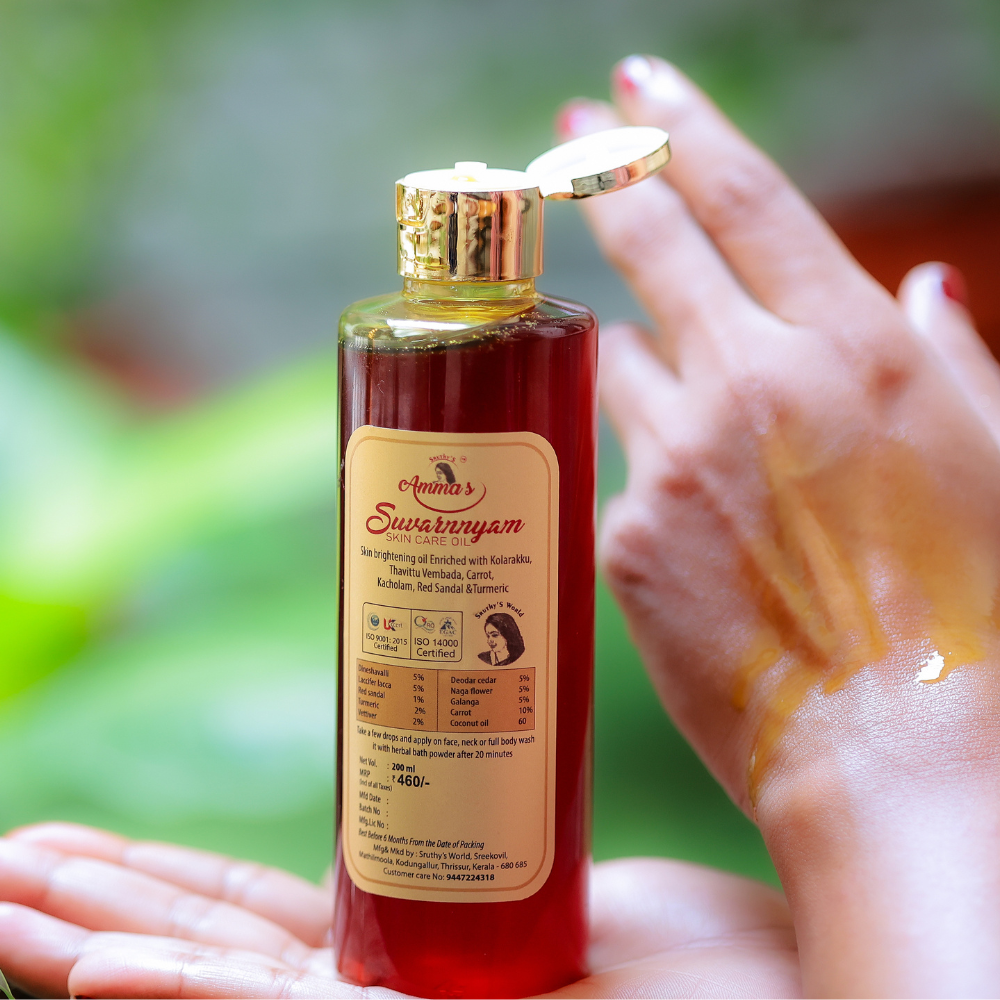 Sruthy's
Amma's
Suvarnnyam
SKIN CARE OIL
Skin brightening oil Enriched with Kolarakku,
Thavittu Vembada, Carrot,
Kacholam, Red Sandal &Turmeric
ISO 9001: 2015
Certified
ISO 14000
Certified
Sruthy'S World
Dineshavalli 5%
Laccifer lacca 5%
Red sandal 1%
Turmeric 2%
Vettiver 2%
Deodar cedar 5%
Naga flower 5%
Galanga 5%
Carrot 10%
Coconut oil 60
Take a few drops and apply on face, neck or full body wash
it with herbal bath powder after 20 minutes
Net Vol. : 200 ml
MRP : ₹ 460/-
(Incl of all Taxes)
Mfd Date :
Batch No :
Mfg.Lic No :
Best Before 6 Months From the Date of Packing
Mfg& Mkd by : Sruthy's World, Sreekovil,
Mathilmoola, Kodungallur, Thrissur, Kerala - 680 685
Customer care No: 9447224318